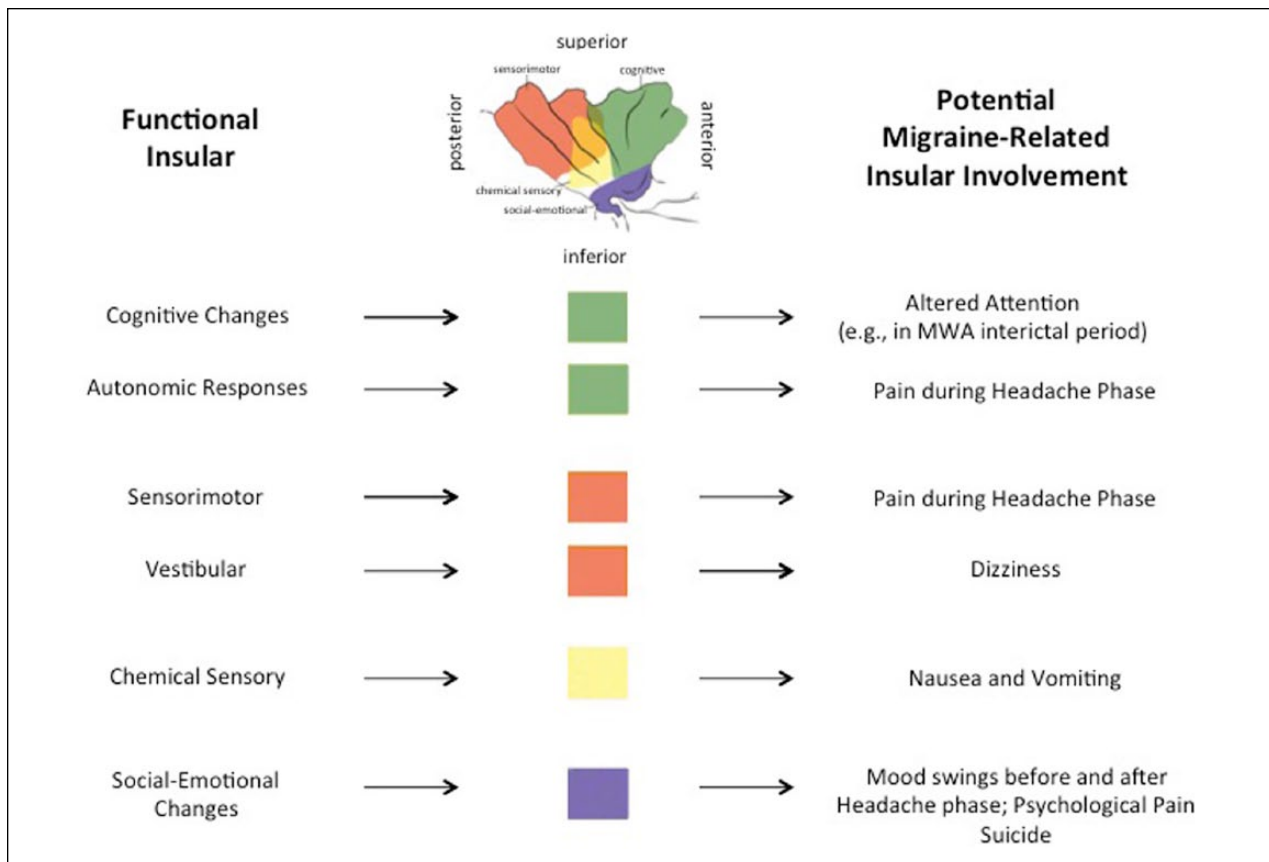 superior
sensorimotor
cognitive
Functional
Insular
posterior
anterior
chemical sensory
social-emotional
inferior
Potential
Migraine-Related
Insular Involvement
Cognitive Changes
Altered Attention
(e.g., in MWA interictal period)
Autonomic Responses
Pain during Headache Phase
Sensorimotor
Pain during Headache Phase
Vestibular
Dizziness
Chemical Sensory
Nausea and Vomiting
Social-Emotional
Changes
Mood swings before and after
Headache phase; Psychological Pain
Suicide